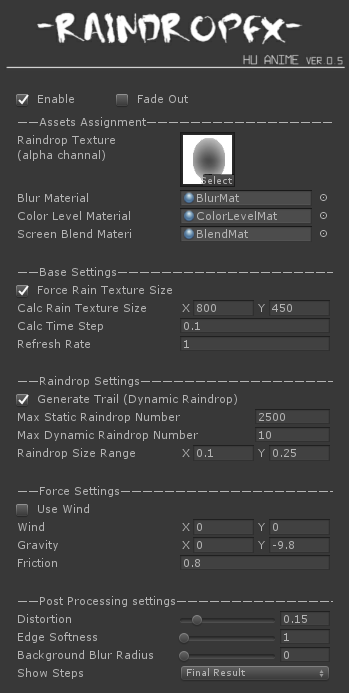 -RAINDROPFX-
HU ANIME VER 0.5
Enable Fade Out
——Assets Assignment——————————————
Raindrop Texture
(alpha channal)
Select
Blur Material BlurMat
Color Level Material ColorLevelMat
Screen Blend Materi BlendMat
——Base Settings——————————————
Force Rain Texture Size
Calc Rain Texture Size X 800 Y 450
Calc Time Step 0.1
Refresh Rate 1
——Raindrop Settings——————————————
Generate Trail (Dynamic Raindrop)
Max Static Raindrop Number 2500
Max Dynamic Raindrop Number 10
Raindrop Size Range X 0.1 Y 0.25
——Force Settings——————————————
Use Wind
Wind X 0 Y 0
Gravity X 0 Y -9.8
Friction 0.8
——Post Processing settings——————————————
Distortion 0.15
Edge Softness 1
Background Blur Radius 0
Show Steps Final Result